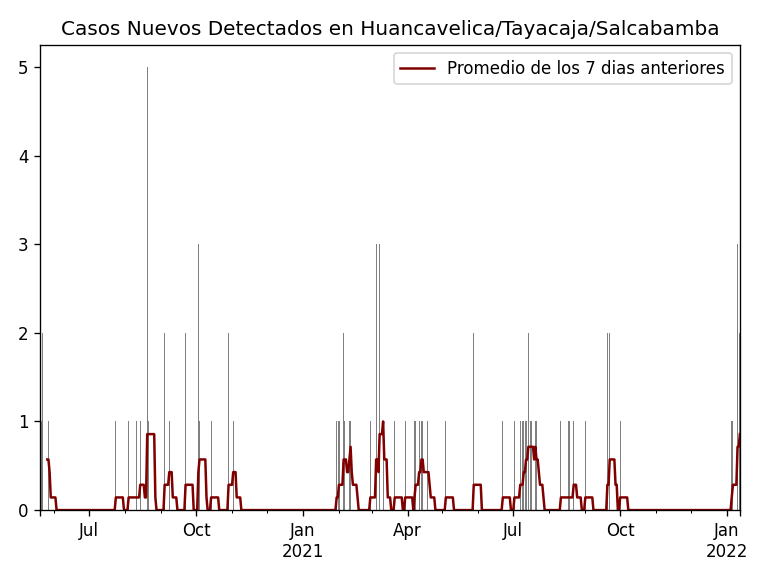 Casos Nuevos Detectados en Huancavelica/Tayacaja/Salcabamba
Promedio de los 7 dias anteriores
5
4
3
2
1
0
Jul Oct Jan Apr Jul Oct Jan
2021 2022